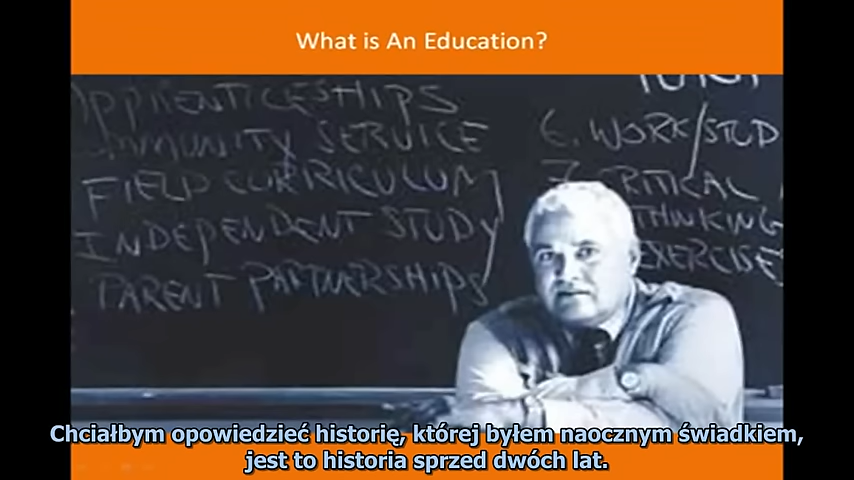 What is An Education?
APPRENTICESHIPS
COMMUNITY SERVICE
FIELD CURRICULUM
INDEPENDENT STUDY
PARENT PARTNERSHIPS
6. WORK/STUD
7. CRITICAL
THINKING
EXERCISES
Chciałbym opowiedzieć historię, której byłem naocznym świadkiem,
jest to historia sprzed dwóch lat.